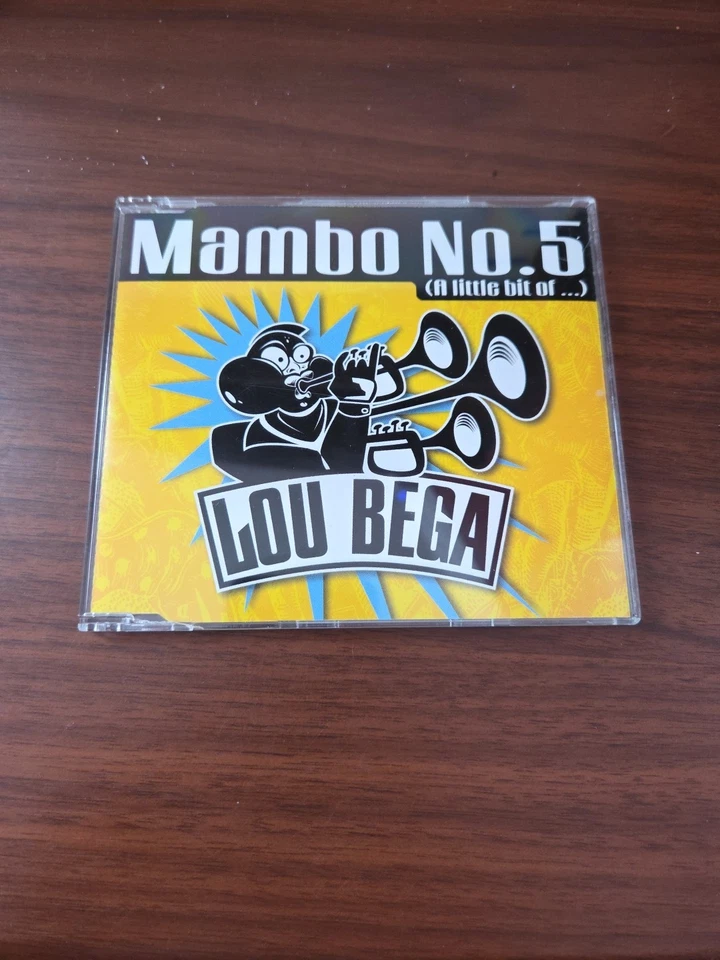 Mambo No.5
(A little bit of ...)
LOU BEGA